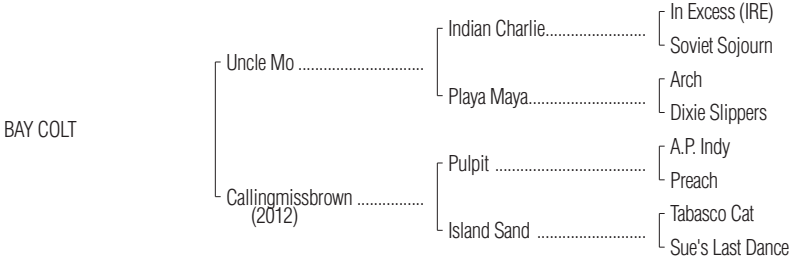 In Excess (IRE)
Indian Charlie........................
Soviet Sojourn
Uncle Mo ............................
Arch
Playa Maya............................
Dixie Slippers
BAY COLT
A.P. Indy
Pulpit .................................
Preach
Callingmissbrown ...............
(2012)
Tabasco Cat
Island Sand ........................
Sue's Last Dance